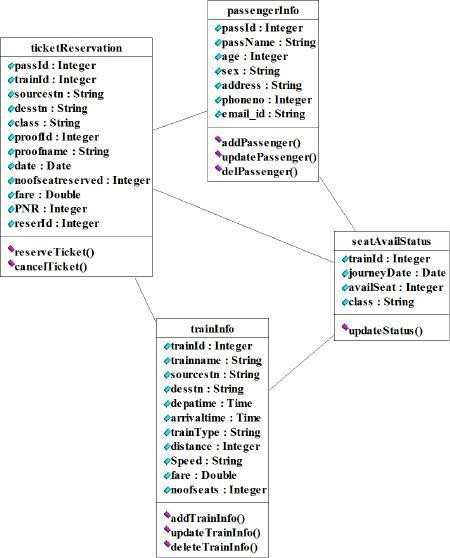 passengerInfo
passId : Integer
passName : String
age : Integer
sex : String
address : String
phoneno : Integer
email_id : String
addPassenger()
updatePassenger()
delPassenger()
ticketReservation
passId : Integer
trainId : Integer
sourcestn : String
desstn : String
class : String
proofId : Integer
proofname : String
date : Date
noofseatreserved : Integer
fare : Double
PNR : Integer
reserId : Integer
reserveTicket()
cancelTicket()
seatAvailStatus
trainId : Integer
journeyDate : Date
availSeat : Integer
class : String
updateStatus()
trainInfo
trainId : Integer
trainname : String
sourcestn : String
desstn : String
depatime : Time
arrivaltime : Time
trainType : String
distance : Integer
Speed : String
fare : Double
noofseats : Integer
addTrainInfo()
updateTrainInfo()
deleteTrainInfo()